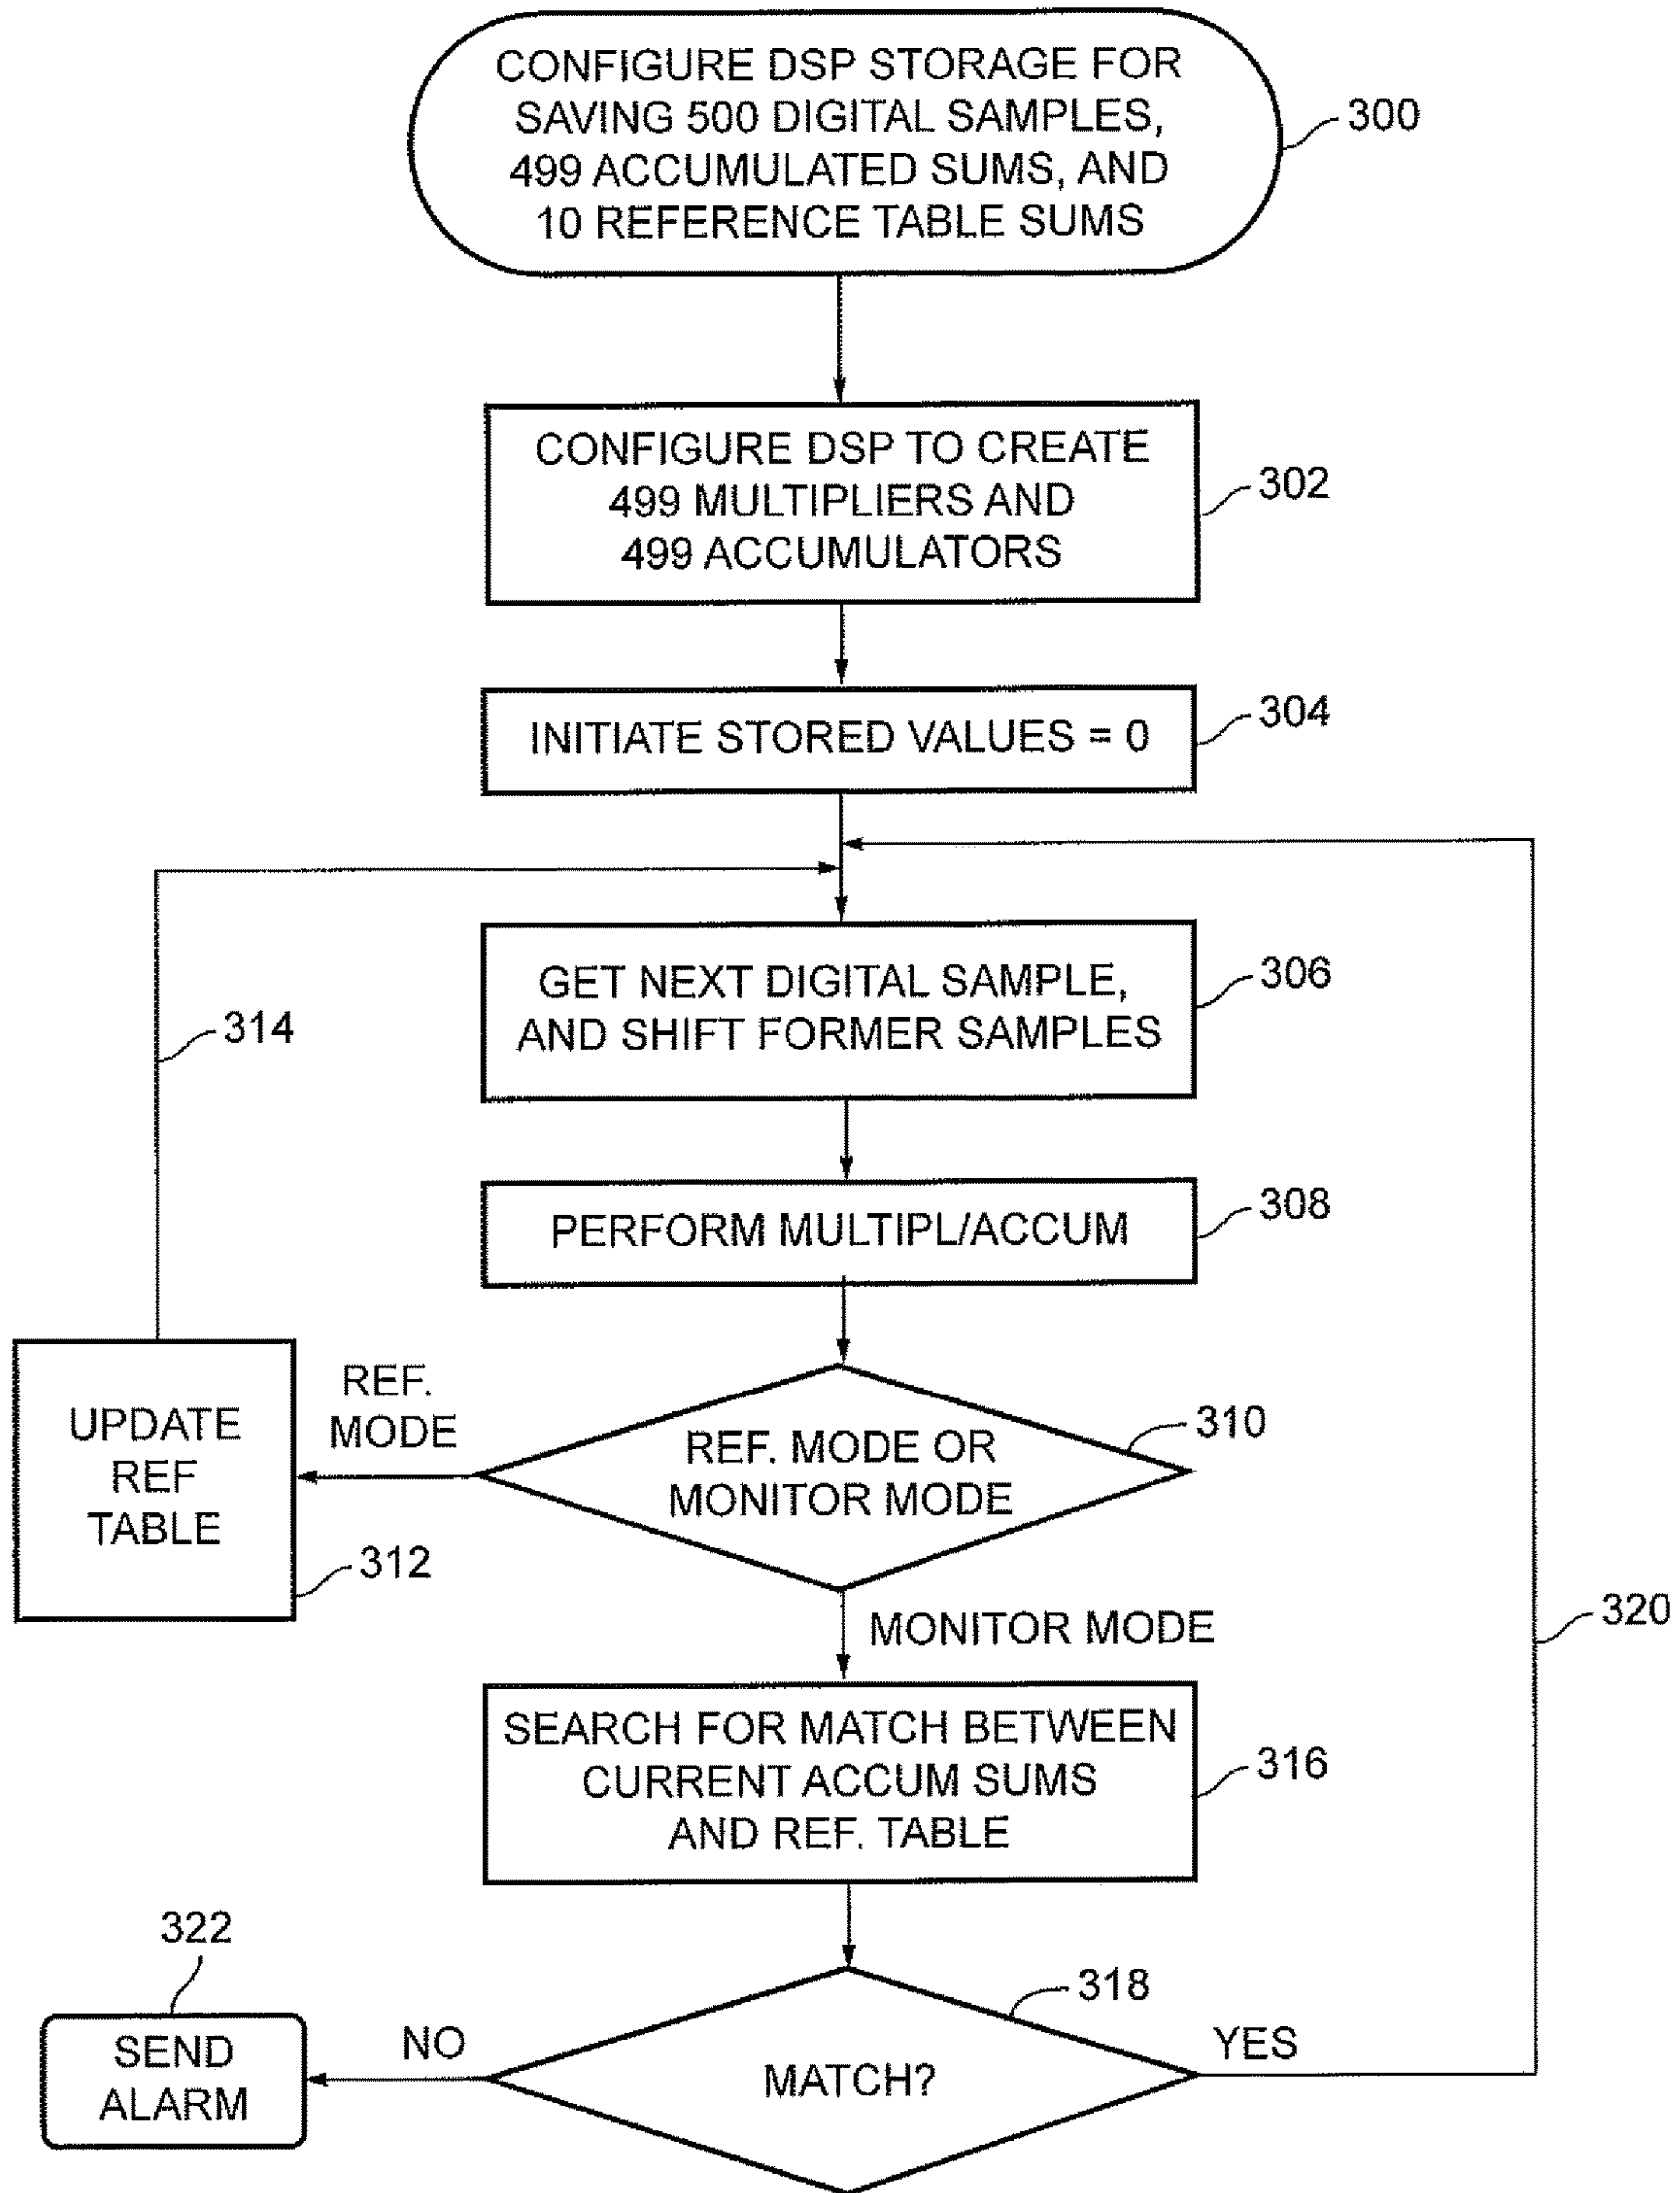 CONFIGURE DSP STORAGE FOR
SAVING 500 DIGITAL SAMPLES,
499 ACCUMULATED SUMS, AND
10 REFERENCE TABLE SUMS
300
CONFIGURE DSP TO CREATE
499 MULTIPLIERS AND
499 ACCUMULATORS
302
INITIATE STORED VALUES = 0
304
GET NEXT DIGITAL SAMPLE,
AND SHIFT FORMER SAMPLES
306
314
PERFORM MULTIPL/ACCUM
308
REF. MODE OR
MONITOR MODE
310
REF.
MODE
UPDATE
REF
TABLE
312
MONITOR MODE
320
SEARCH FOR MATCH BETWEEN
CURRENT ACCUM SUMS
AND REF. TABLE
316
MATCH?
318
YES
NO
322
SEND
ALARM